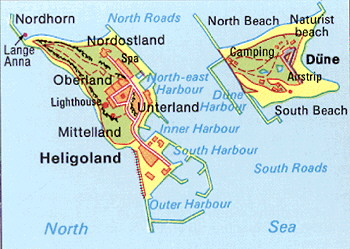 Nordhorn
North Roads
North Beach
Naturist
beach
Lange
Anna
Nordostland
Spa
Camping
Düne
Oberland
North-east
Harbour
Airstrip
Lighthouse
Unterland
Düne
Harbour
South Beach
Mittelland
Inner Harbour
Heligoland
South Harbour
South Roads
Outer Harbour
North
Sea